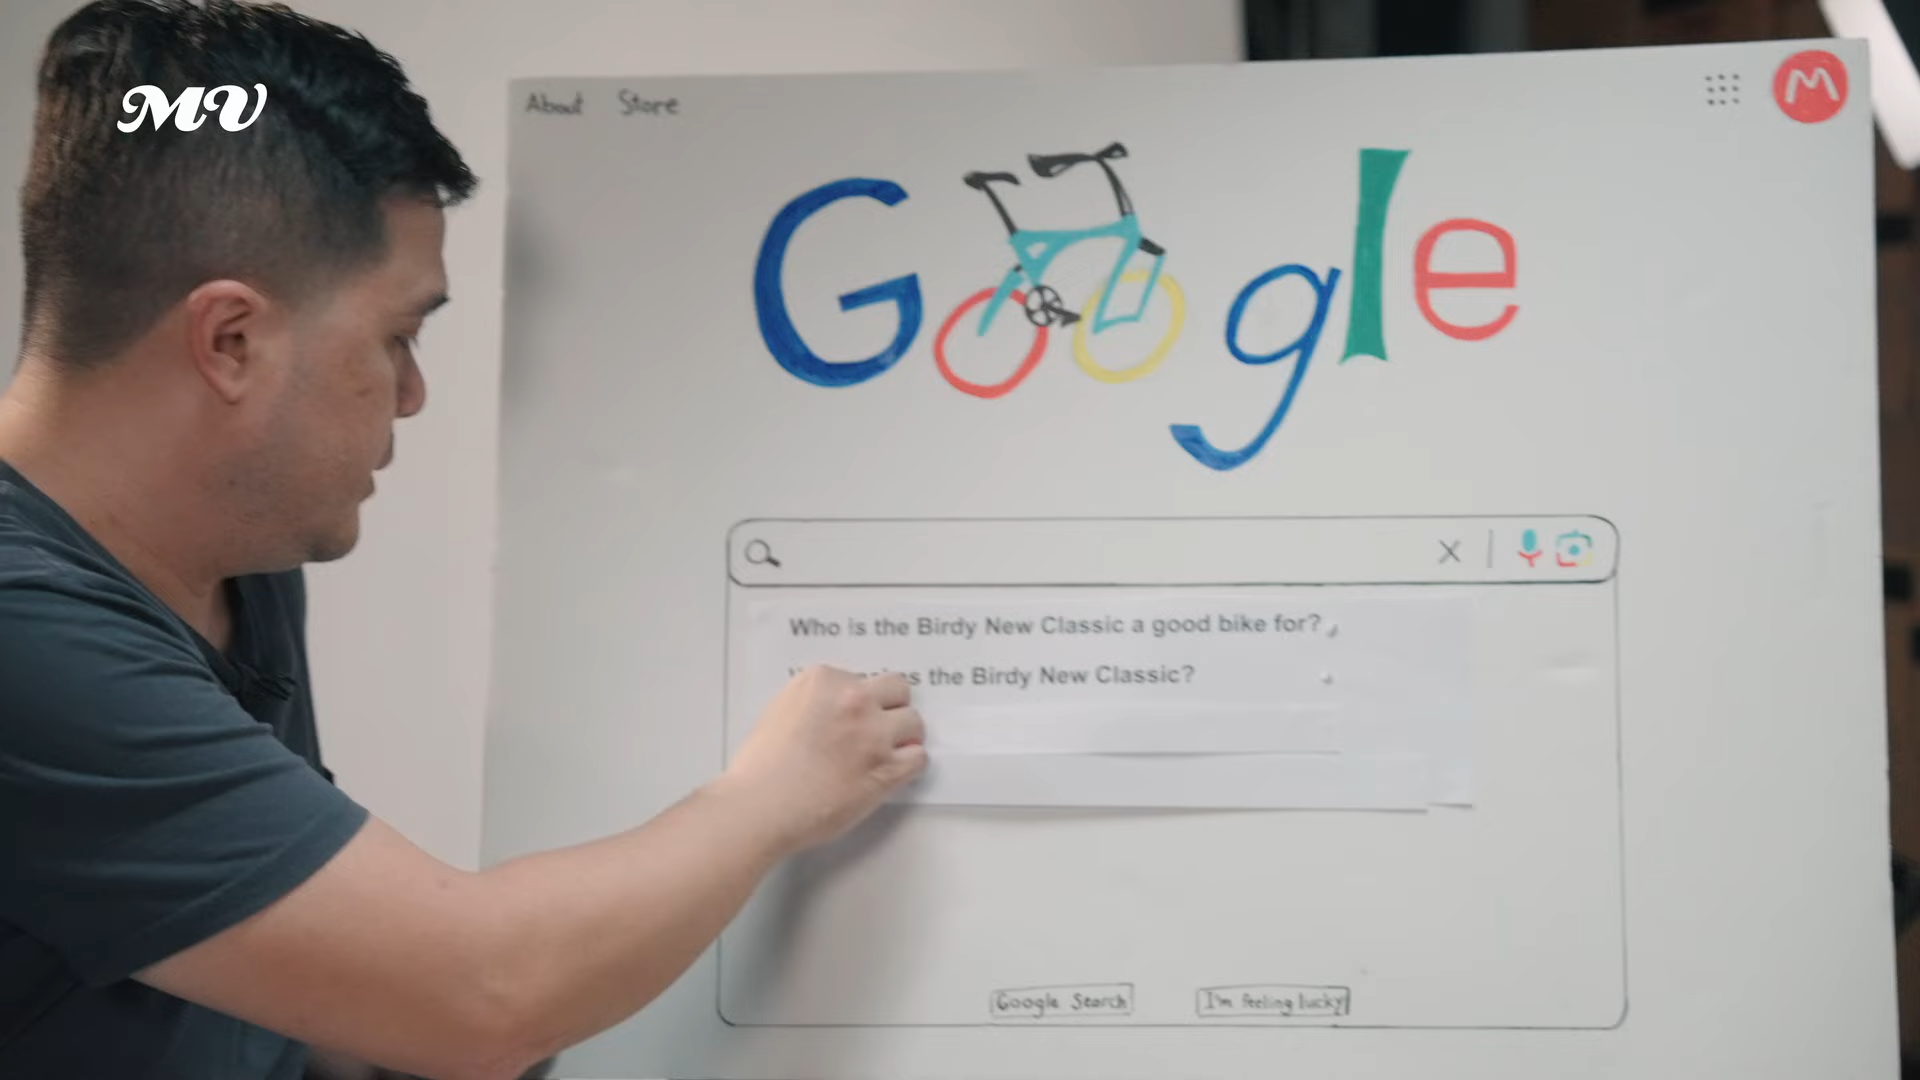 MV
About Store
M
Google
Who is the Birdy New Classic a good bike for?
the Birdy New Classic?
Google Search
I'm feeling lucky